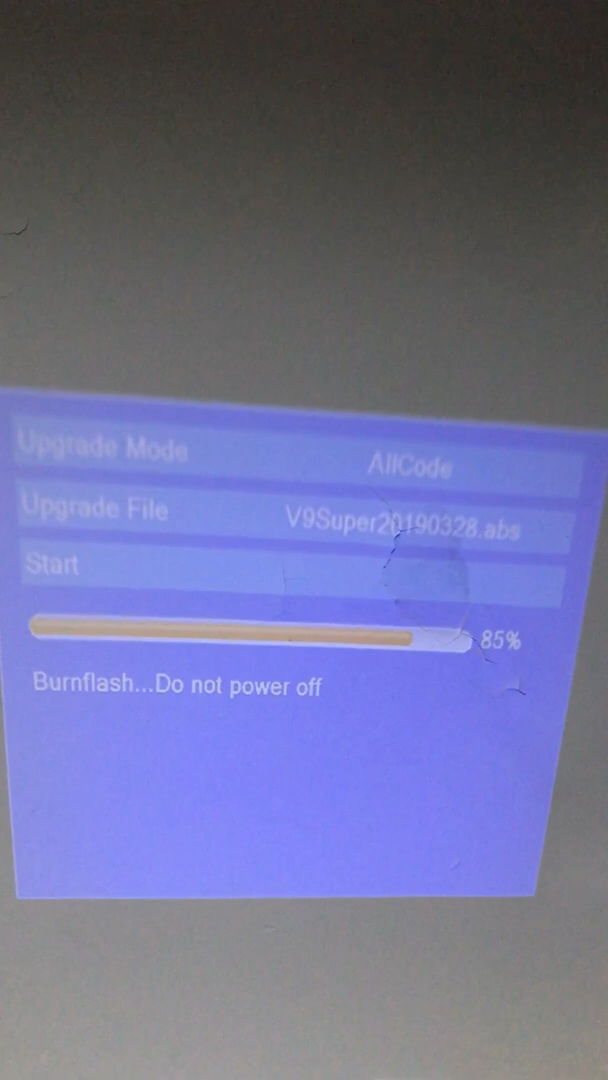 Upgrade Mode AllCode
Upgrade File V9Super20190328.abs
Start
85%
Burnflash...Do not power off